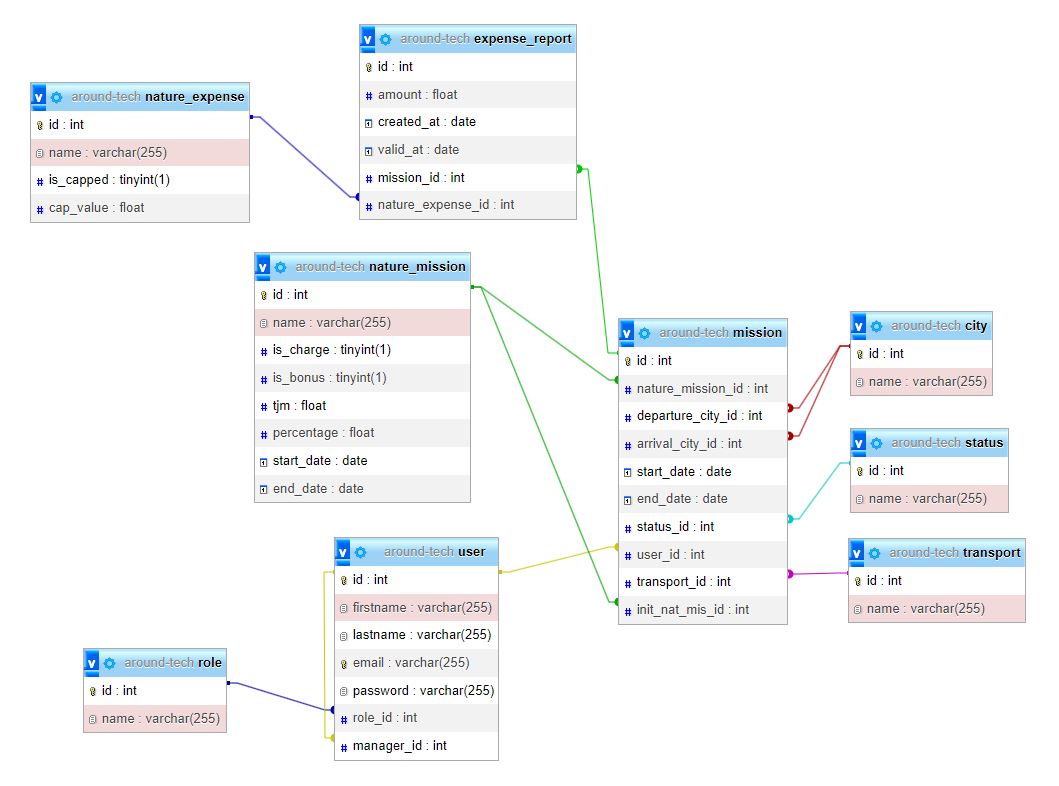 around-tech expense_report
id : int
amount : float
created_at : date
valid_at : date
mission_id : int
nature_expense_id : int
around-tech nature_expense
id : int
name : varchar(255)
is_capped : tinyint(1)
cap_value : float
around-tech nature_mission
id : int
name : varchar(255)
is_charge : tinyint(1)
is_bonus : tinyint(1)
tjm : float
percentage : float
start_date : date
end_date : date
around-tech mission
id : int
nature_mission_id : int
departure_city_id : int
arrival_city_id : int
start_date : date
end_date : date
status_id : int
user_id : int
transport_id : int
init_nat_mis_id : int
around-tech city
id : int
name : varchar(255)
around-tech status
id : int
name : varchar(255)
around-tech transport
id : int
name : varchar(255)
around-tech user
id : int
firstname : varchar(255)
lastname : varchar(255)
email : varchar(255)
password : varchar(255)
role_id : int
manager_id : int
around-tech role
id : int
name : varchar(255)